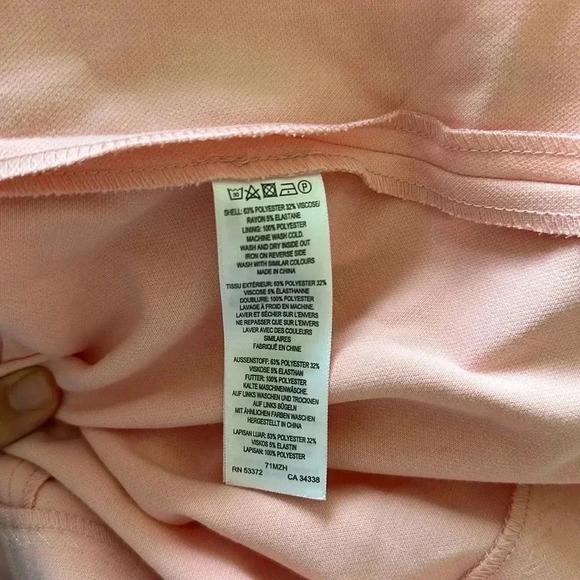 SHELL: 63% POLYESTER 32% VISCOSE/
RAYON 5% ELASTANE
LINING: 100% POLYESTER
MACHINE WASH COLD.
WASH AND DRY INSIDE OUT
IRON ON REVERSE SIDE
WASH WITH SIMILAR COLOURS
MADE IN CHINA
TISSU EXTÉRIEUR: 63% POLYESTER 32%
VISCOSE 5% ÉLASTHANNE
DOUBLURE: 100% POLYESTER
LAVAGE À FROID EN MACHINE.
LAVER ET SÉCHER SUR L'ENVERS
NE REPASSER QUE SUR L'ENVERS
LAVER AVEC DES COULEURS
SIMILAIRES
FABRIQUÉ EN CHINE
AUSSENSTOFF: 63% POLYESTER 32%
VISKOSE 5% ELASTHAN
FUTTER: 100% POLYESTER
KALTE MASCHINENWÄSCHE
AUF LINKS WASCHEN UND TROCKNEN
AUF LINKS BÜGELN
MIT ÄHNLICHEN FARBEN WASCHEN
HERGESTELLT IN CHINA
LAPISAN LUAR: 63% POLYESTER 32%
VISKOS 5% ELASTIN
LAPISAN: 100% POLYESTER
71MZH
RN 53372 CA 34338